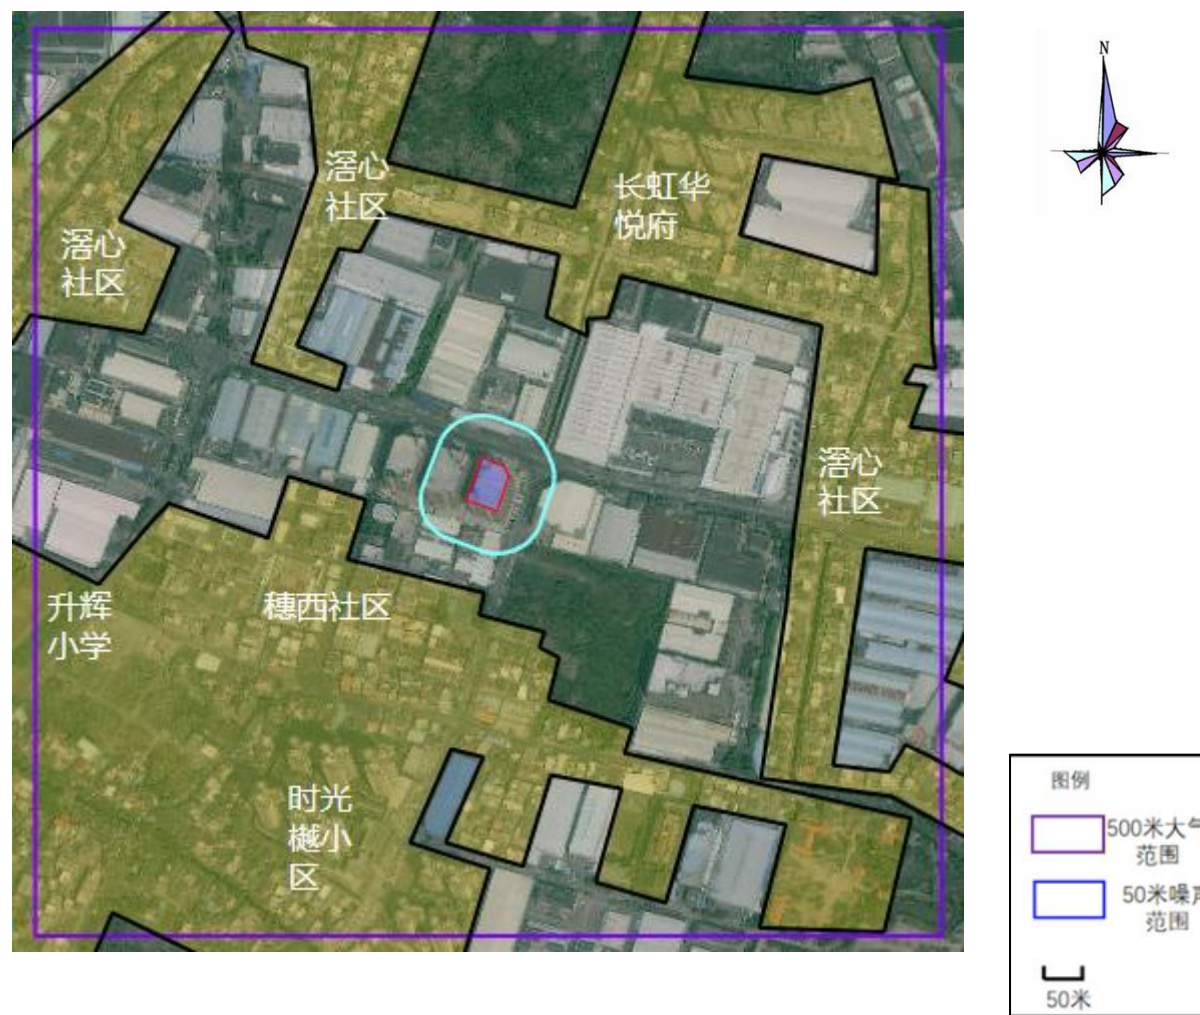 N
滘心
社区
长虹华
悦府
滘心
社区
滘心
社区
升辉
小学
穗西社区
时光
樾小
区
图例
500米大气
范围
50米噪声
范围
50米